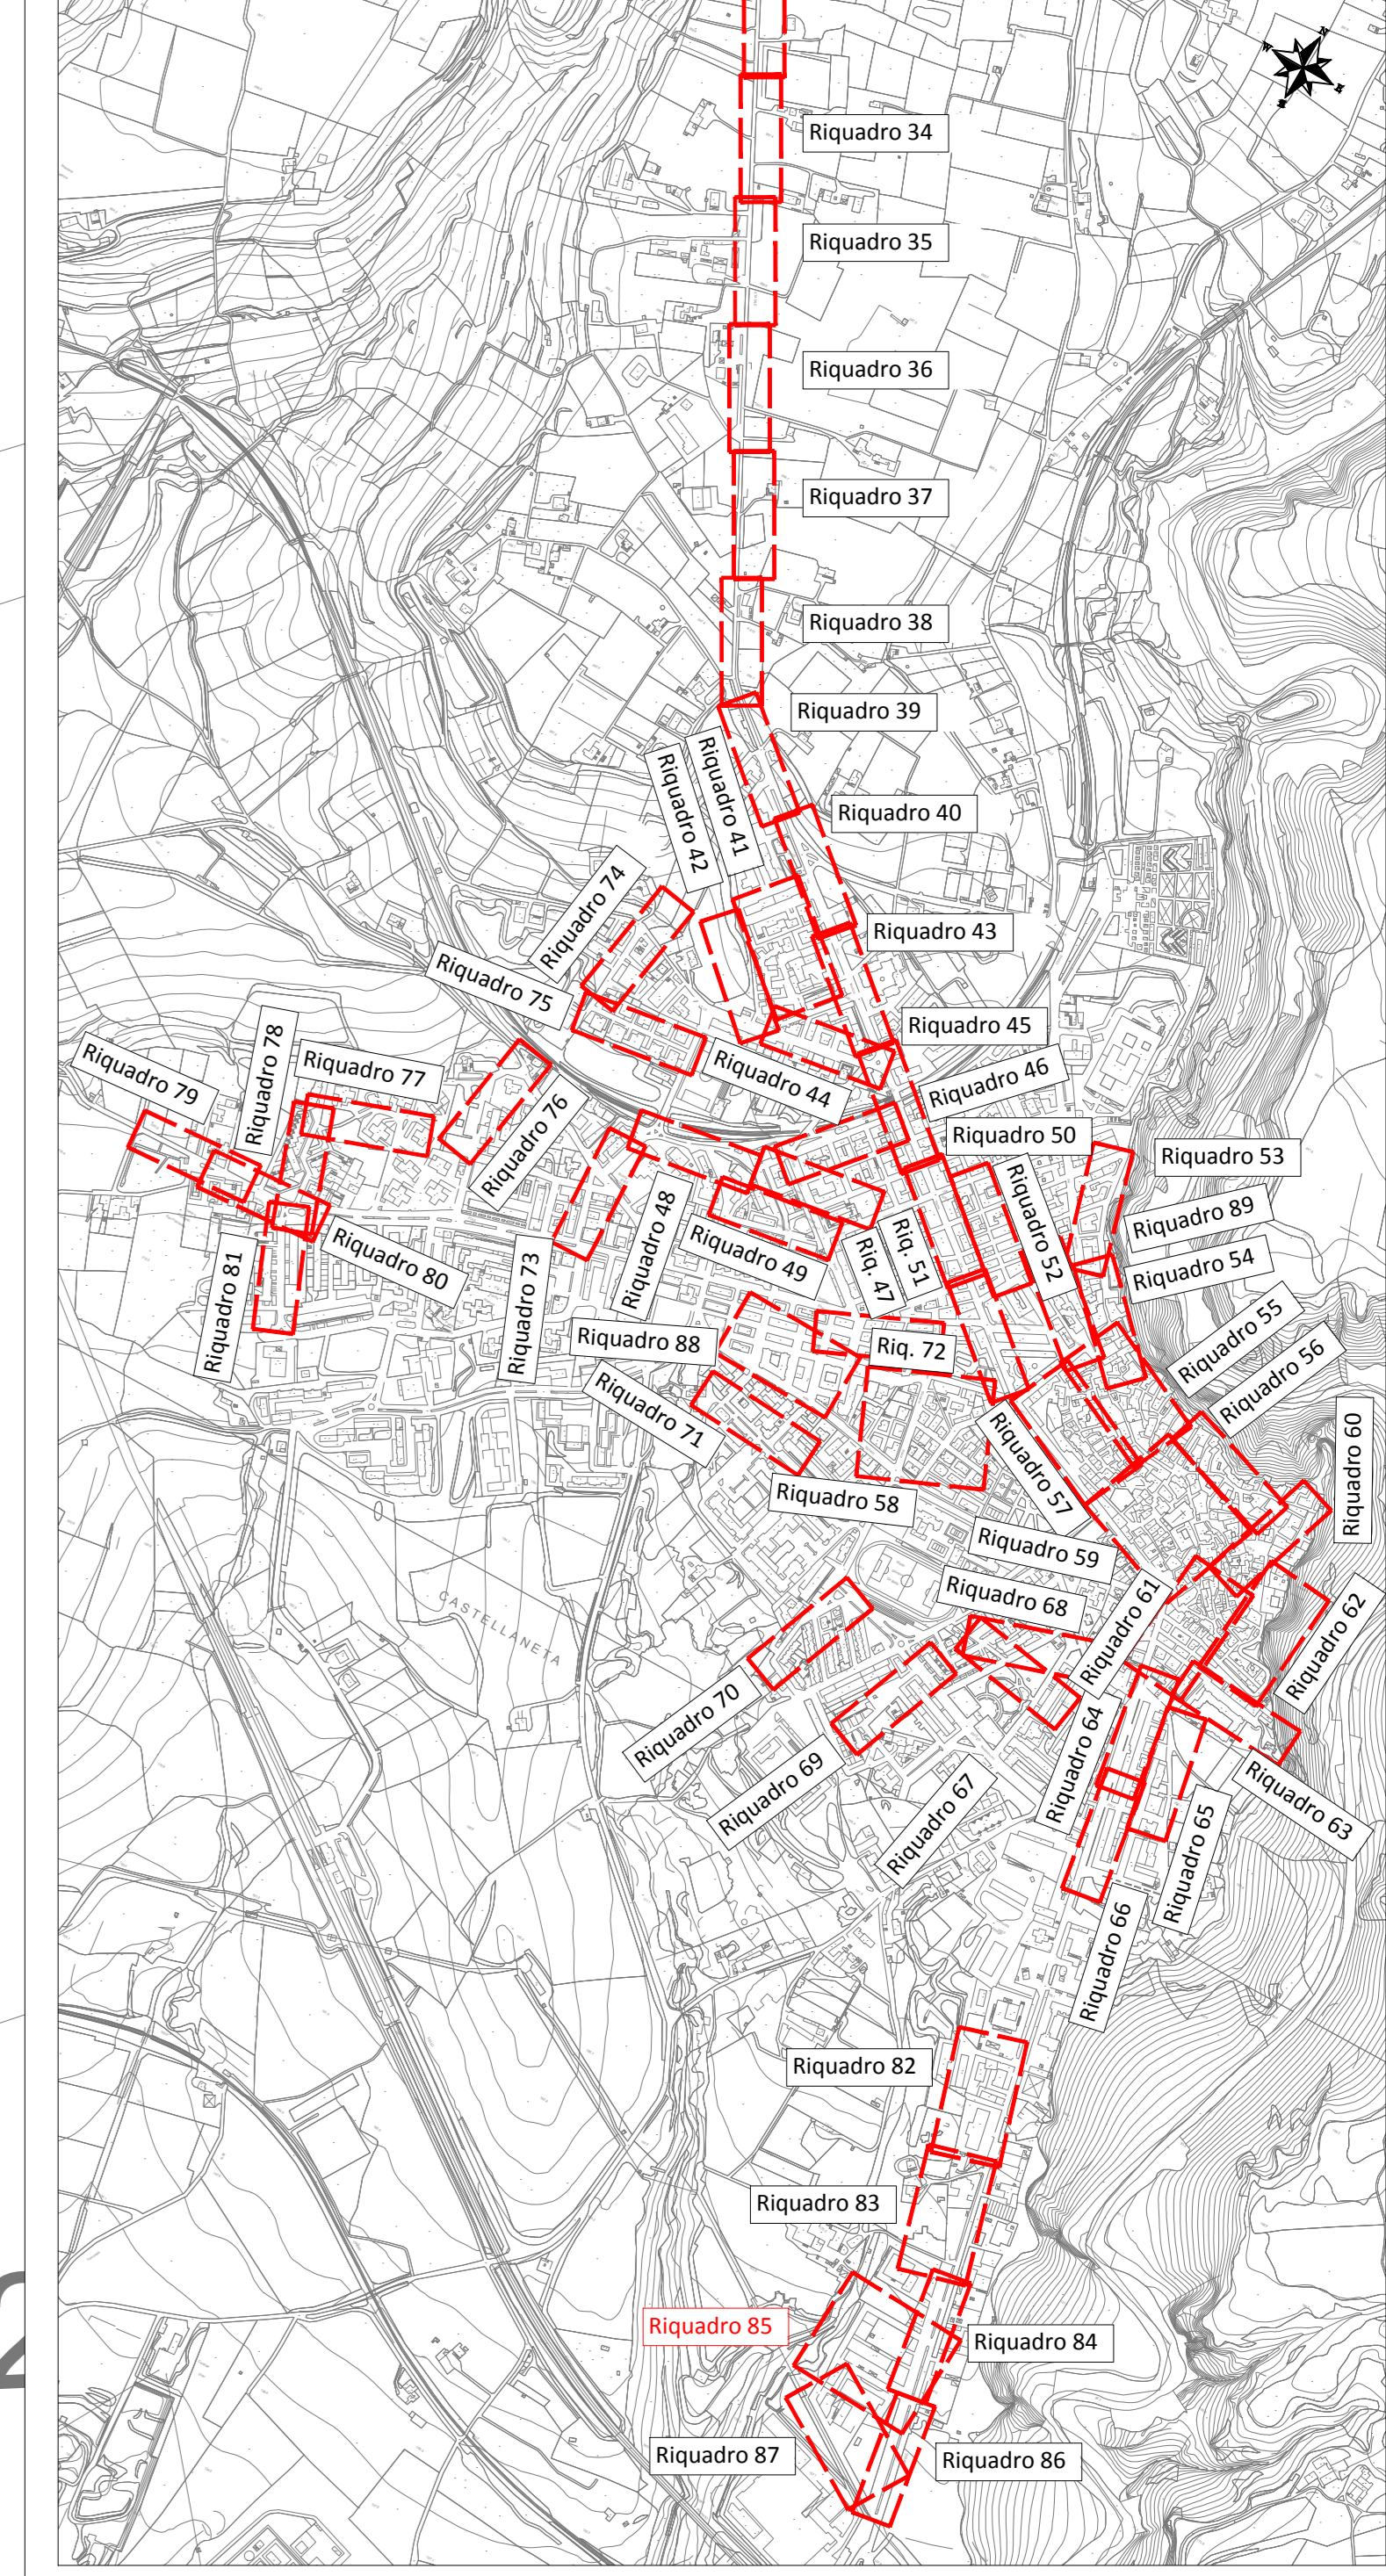 N
W
E
S
Riquadro 34
Riquadro 35
Riquadro 36
Riquadro 37
Riquadro 38
Riquadro 39
Riquadro 40
Riquadro 41
Riquadro 42
Riquadro 43
Riquadro 74
Riquadro 75
Riquadro 45
Riquadro 44
Riquadro 46
Riquadro 79
Riquadro 78
Riquadro 77
Riquadro 76
Riquadro 50
Riquadro 53
Riquadro 52
Riquadro 89
Riquadro 54
Riquadro 48
Riquadro 49
Riq. 47
Riq. 51
Riquadro 81
Riquadro 80
Riquadro 73
Riquadro 88
Riq. 72
Riquadro 55
Riquadro 56
Riquadro 71
Riquadro 57
Riquadro 60
Riquadro 58
Riquadro 59
Riquadro 68
Riquadro 61
Riquadro 62
CASTELLANETA
Riquadro 70
Riquadro 69
Riquadro 67
Riquadro 64
Riquadro 63
Riquadro 65
Riquadro 66
Riquadro 82
Riquadro 83
Riquadro 85
Riquadro 84
Riquadro 87
Riquadro 86